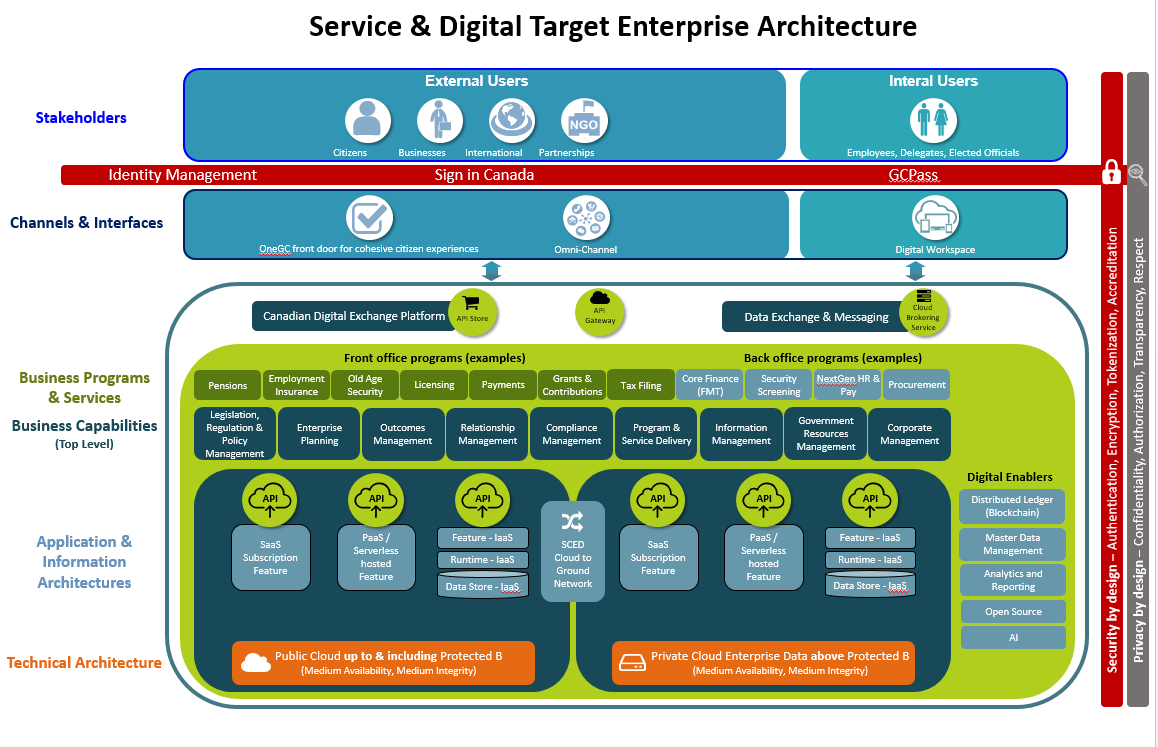 Service & Digital Target Enterprise Architecture
Stakeholders
External Users
Citizens
Businesses
International
NGO
Partnerships
Interal Users
Employees, Delegates, Elected Officials
Identity Management
Sign in Canada
GCPass
Channels & Interfaces
OneGC front door for cohesive citizen experiences
Omni-Channel
Digital Workspace
Canadian Digital Exchange Platform
API Store
API
Gateway
Data Exchange & Messaging
Cloud
Brokering
Service
Business Programs
& Services
Front office programs (examples)
Back office programs (examples)
Pensions
Employment
Insurance
Old Age
Security
Licensing
Payments
Grants &
Contributions
Tax Filing
Core Finance
(FMT)
Security
Screening
NextGen HR &
Pay
Procurement
Business Capabilities
(Top Level)
Legislation,
Regulation &
Policy
Management
Enterprise
Planning
Outcomes
Management
Relationship
Management
Compliance
Management
Program &
Service Delivery
Information
Management
Government
Resources
Management
Corporate
Management
Application &
Information
Architectures
API
SaaS
Subscription
Feature
API
PaaS /
Serverless
hosted
Feature
API
Feature - IaaS
Runtime - IaaS
Data Store - IaaS
SCED
Cloud to
Ground
Network
API
SaaS
Subscription
Feature
API
PaaS /
Serverless
hosted
Feature
API
Feature - IaaS
Runtime - IaaS
Data Store - IaaS
Digital Enablers
Distributed Ledger
(Blockchain)
Master Data
Management
Analytics and
Reporting
Open Source
AI
Technical Architecture
Public Cloud up to & including Protected B
(Medium Availability, Medium Integrity)
Private Cloud Enterprise Data above Protected B
(Medium Availability, Medium Integrity)
Security by design – Authentication, Encryption, Tokenization, Accreditation
Privacy by design – Confidentiality, Authorization, Transparency, Respect